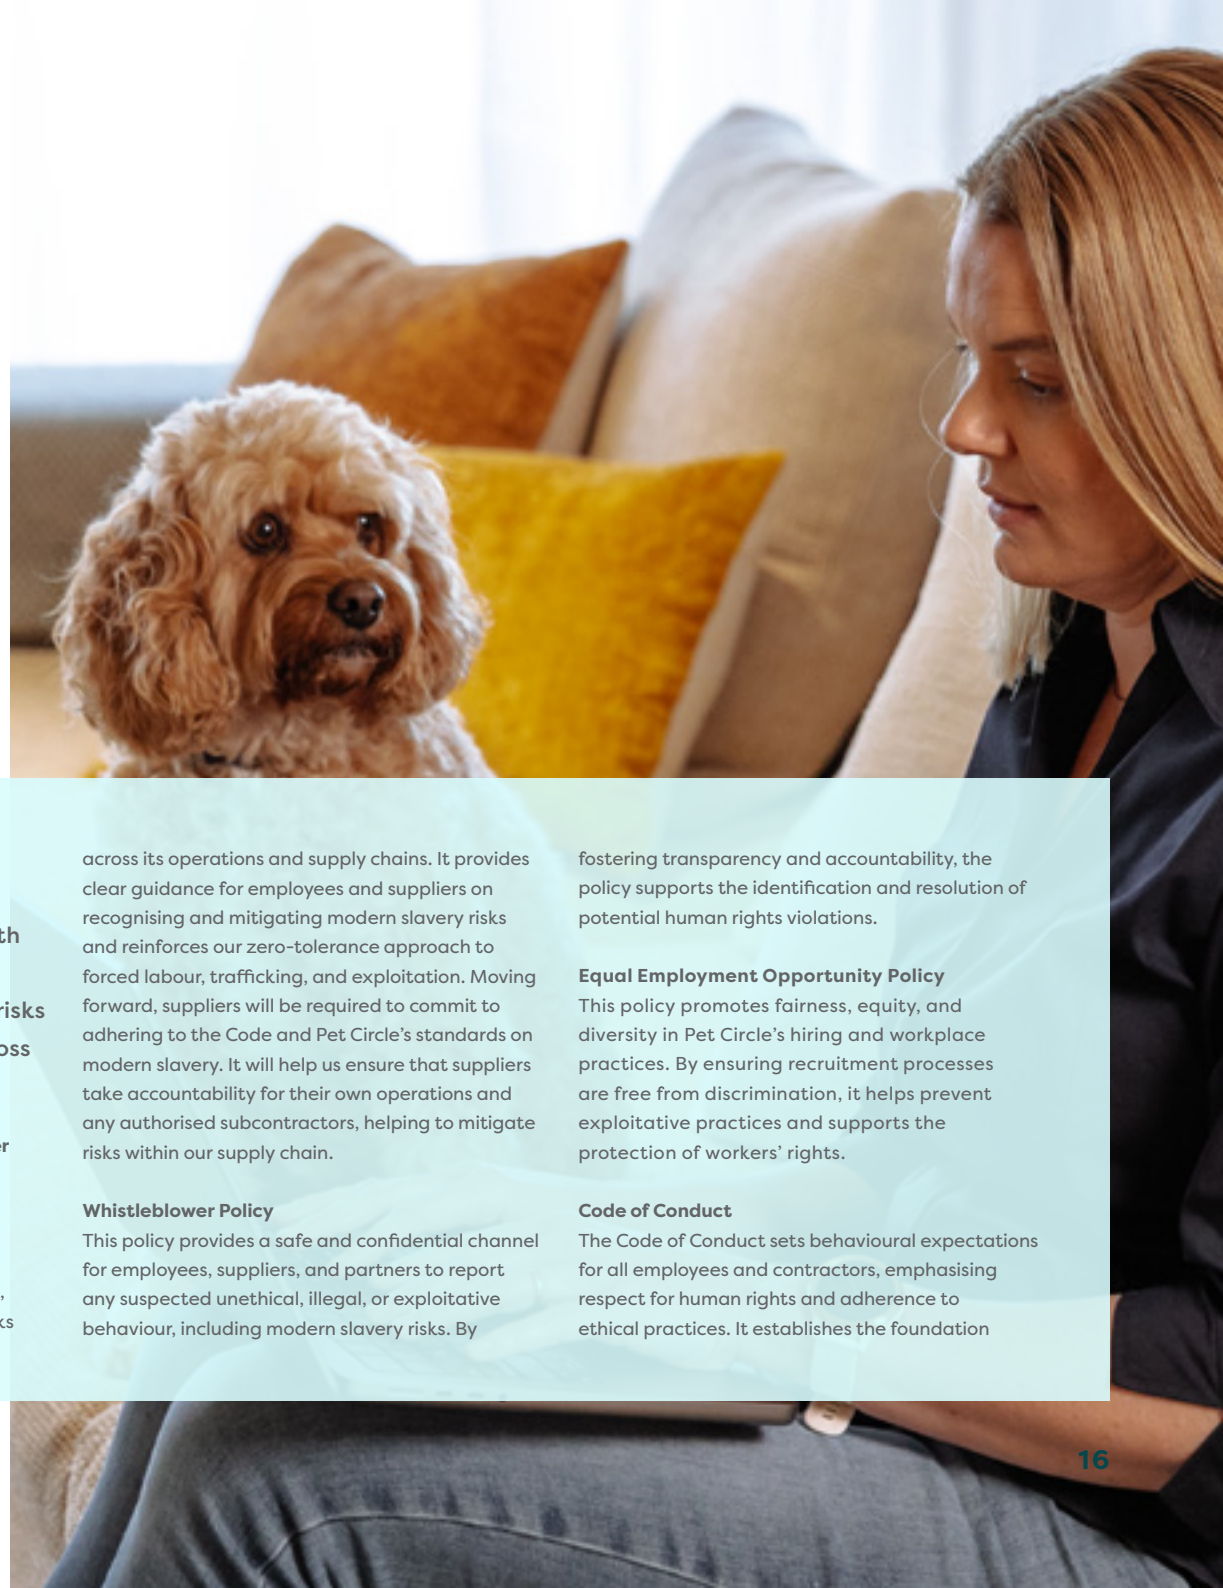 th
risks
oss
er
,
ks
across its operations and supply chains. It provides
clear guidance for employees and suppliers on
recognising and mitigating modern slavery risks
and reinforces our zero-tolerance approach to
forced labour, trafficking, and exploitation. Moving
forward, suppliers will be required to commit to
adhering to the Code and Pet Circle’s standards on
modern slavery. It will help us ensure that suppliers
take accountability for their own operations and
any authorised subcontractors, helping to mitigate
risks within our supply chain.
Whistleblower Policy
This policy provides a safe and confidential channel
for employees, suppliers, and partners to report
any suspected unethical, illegal, or exploitative
behaviour, including modern slavery risks. By
fostering transparency and accountability, the
policy supports the identification and resolution of
potential human rights violations.
Equal Employment Opportunity Policy
This policy promotes fairness, equity, and
diversity in Pet Circle’s hiring and workplace
practices. By ensuring recruitment processes
are free from discrimination, it helps prevent
exploitative practices and supports the
protection of workers’ rights.
Code of Conduct
The Code of Conduct sets behavioural expectations
for all employees and contractors, emphasising
respect for human rights and adherence to
ethical practices. It establishes the foundation
16